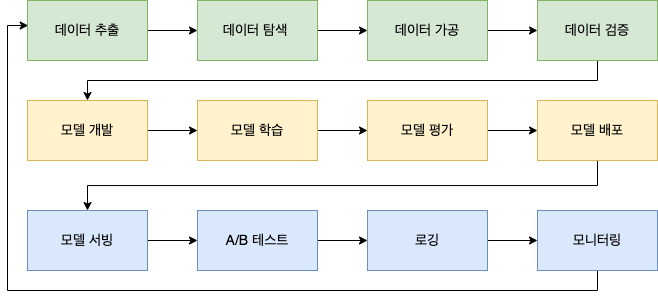 데이터 추출
데이터 탐색
데이터 가공
데이터 검증
모델 개발
모델 학습
모델 평가
모델 배포
모델 서빙
A/B 테스트
로깅
모니터링